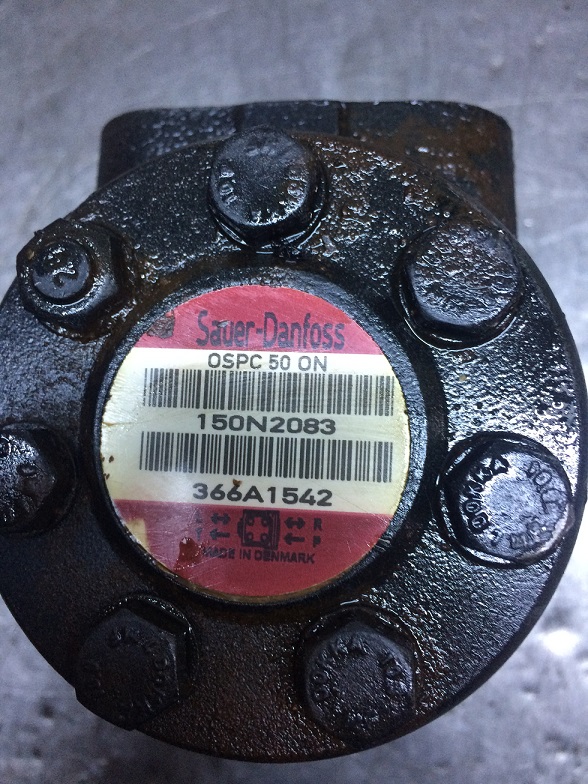 Sauer-Danfoss
OSPC 50 ON
150N2083
366A1542
L R
T P
MADE IN DENMARK